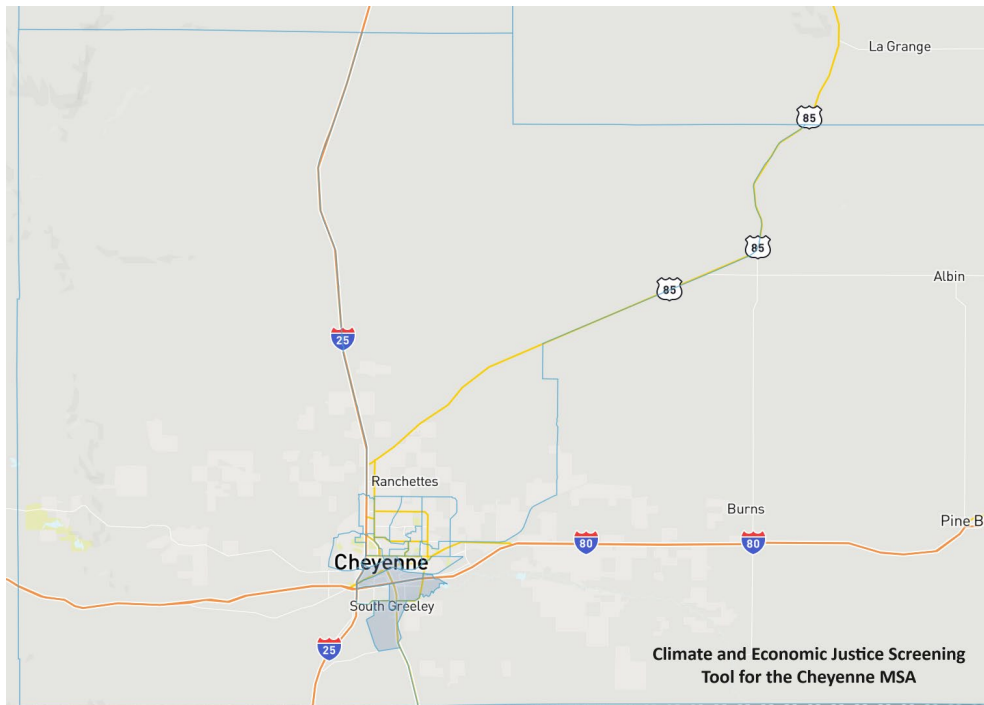 La Grange
85
85
Albin
85
25
Ranchettes
Burns
Pine B
80
80
Cheyenne
South Greeley
25
Climate and Economic Justice Screening
Tool for the Cheyenne MSA